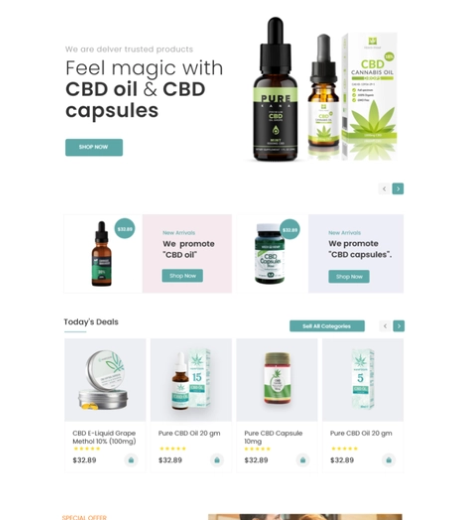 We are delver trusted products
Feel magic with
CBD oil & CBD
capsules
SHOP NOW
PURE
CBD
CBD
CANNABIS OIL
$32.89
New Arrivals
We promote
"CBD oil"
Shop Now
$32.89
CBD
Capsules
New Arrivals
We promote
"CBD capsules".
Shop Now
Today's Deals
Sell All Categories
15
5
CBD E-Liquid Grape
Methol 10% (100mg)
$32.89
Pure CBD Oil 20 gm
$32.89
Pure CBD Capsule
10mg
$32.89
Pure CBD Oil 20 gm
$32.89
SPECIAL OFFER